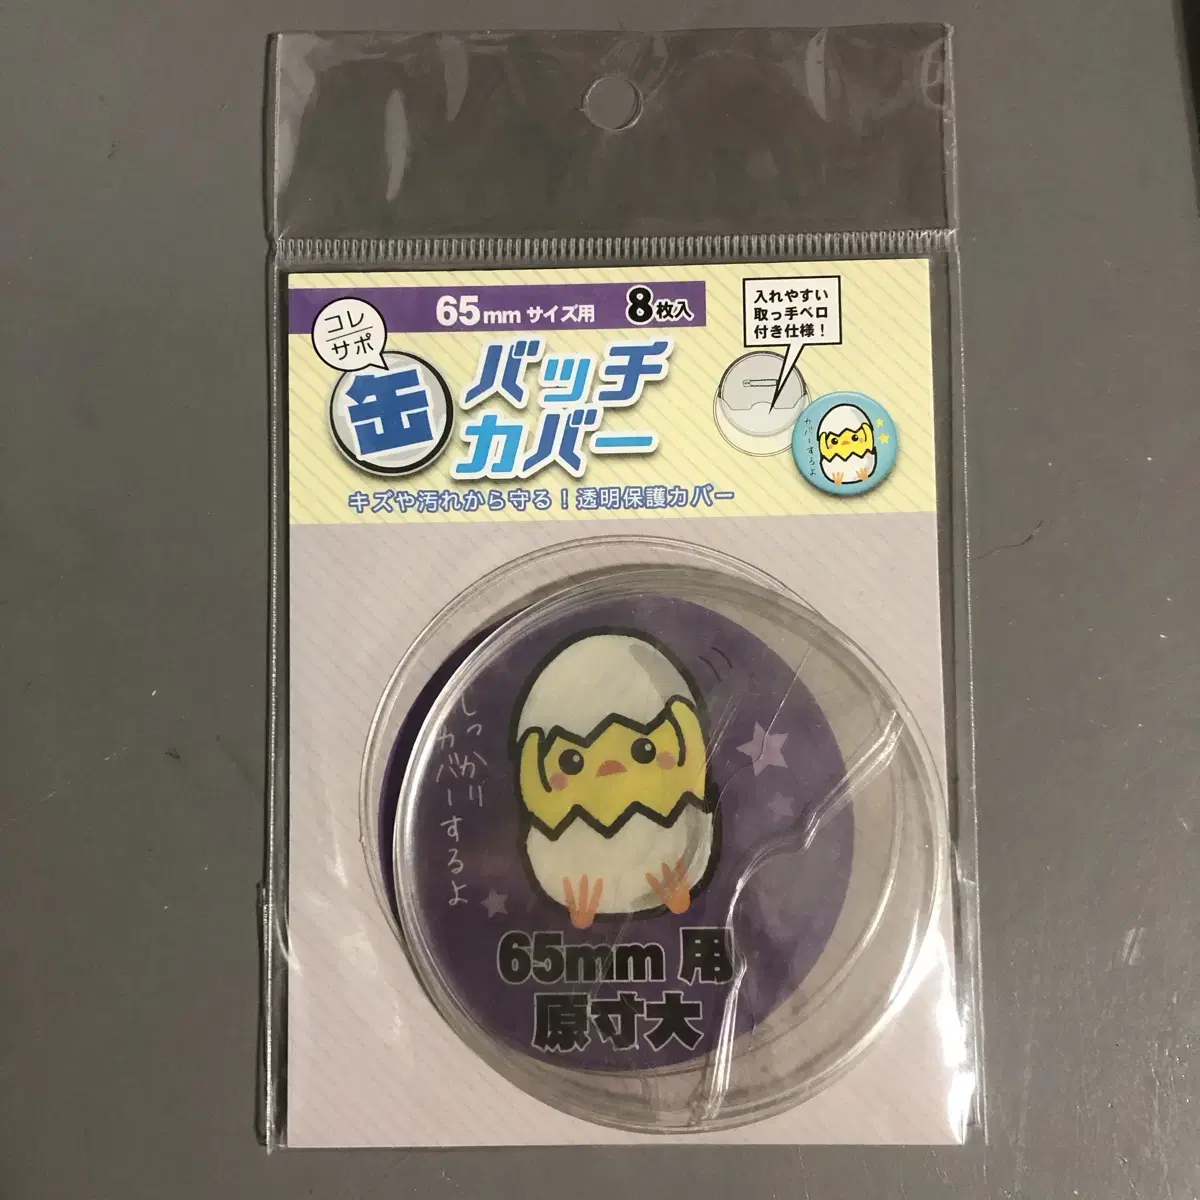 65mm サイズ用 8枚入
コレ
サポ
缶
バッチ
カバー
キズや汚れから守る！透明保護カバー
入れやすい
取っ手ベロ
付き仕様！
カバーするよ
しっかり
カバーするよ
65mm 用
原寸大